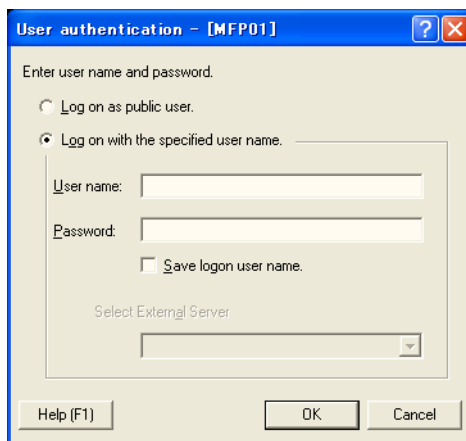 User authentication - [MFP01]
Enter user name and password.
Log on as public user.
Log on with the specified user name.
User name:
Password:
Save logon user name.
Select External Server
Help (F1) OK Cancel